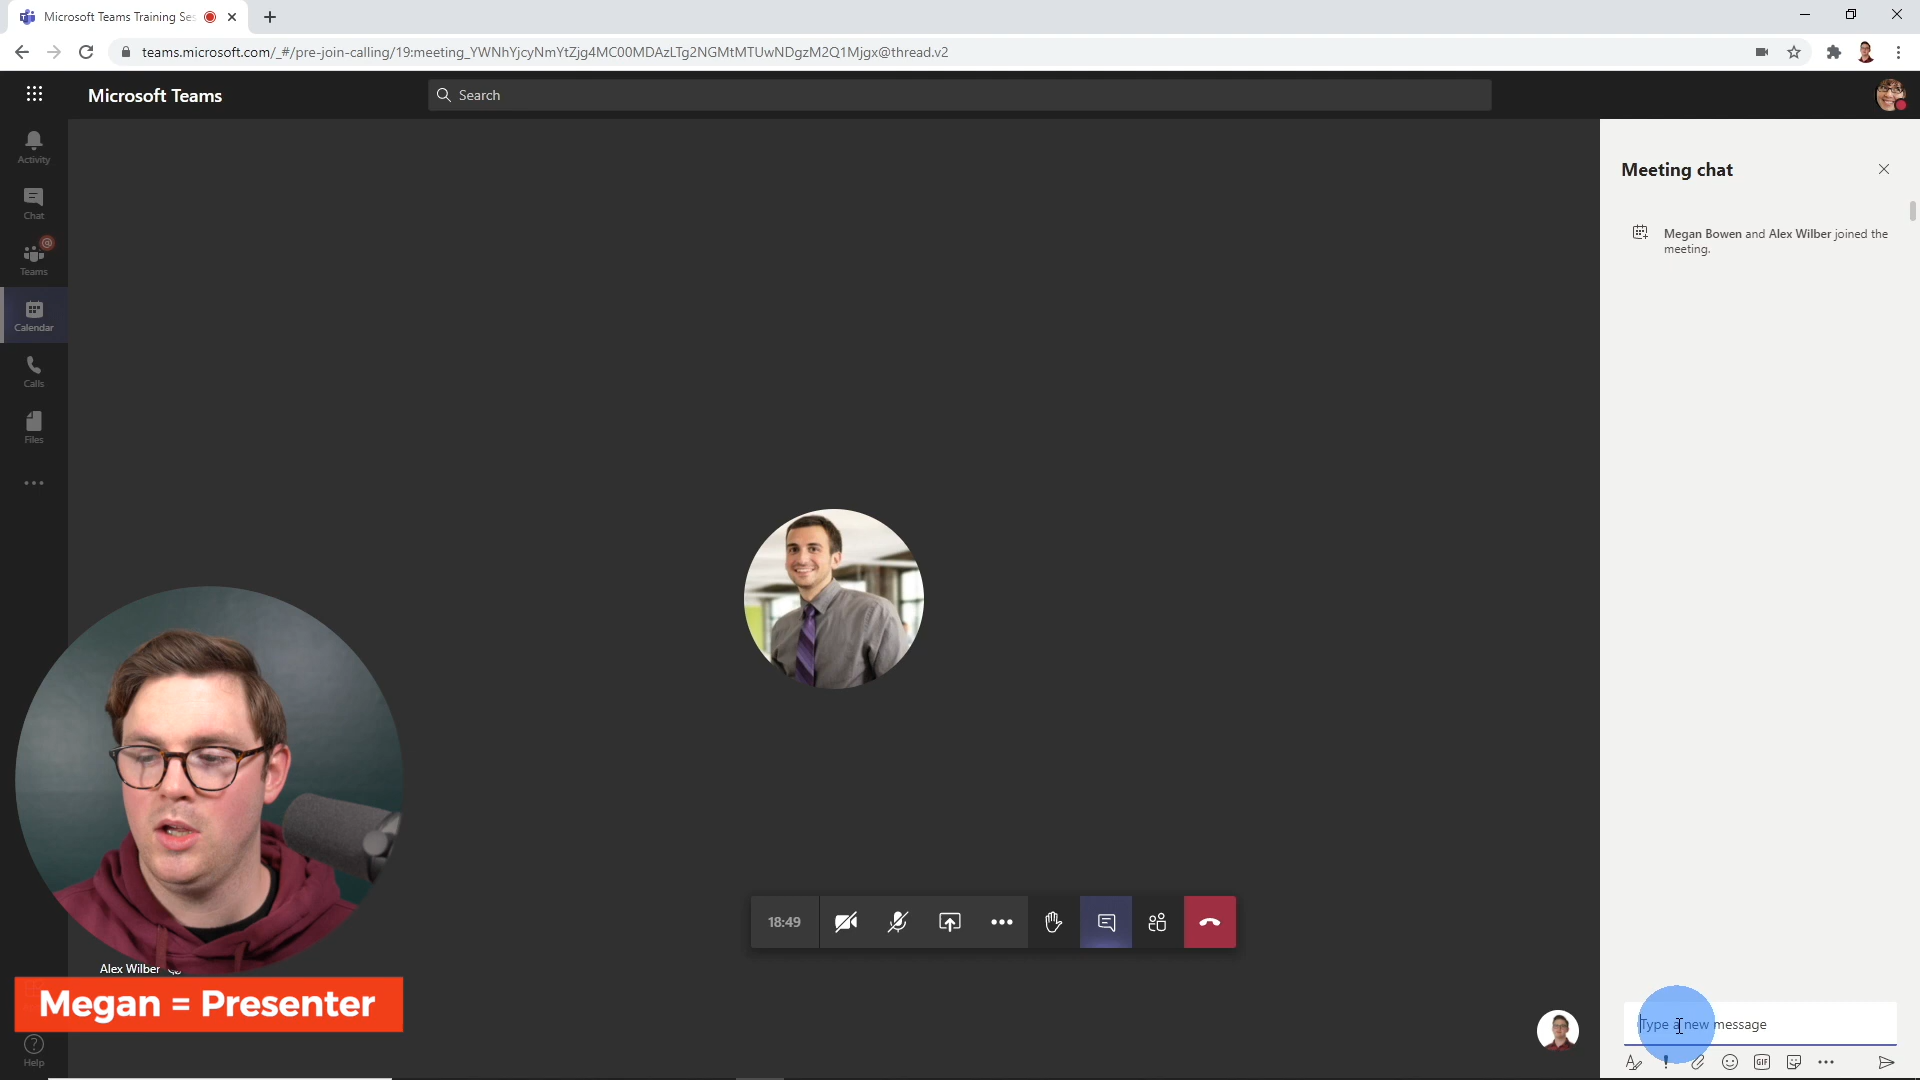 Microsoft Teams Training Ses
teams.microsoft.com/_#/pre-join-calling/19:meeting_YWNhYjcyNmYtZjg4MC00MDAzLTg2NGMtMTUwNDgzM2Q1Mjgx@thread.v2
Microsoft Teams
Search
Activity
Chat
Teams
Calendar
Calls
Files
Help
Meeting chat
Megan Bowen and Alex Wilber joined the
meeting.
18:49
Alex Wilber
Megan = Presenter
Type a new message
GIF